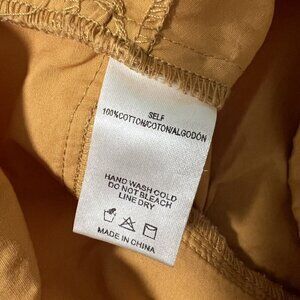 SELF
100%COTTON/COTON/ALGODÓN
HAND WASH COLD
DO NOT BLEACH
LINE DRY
MADE IN CHINA